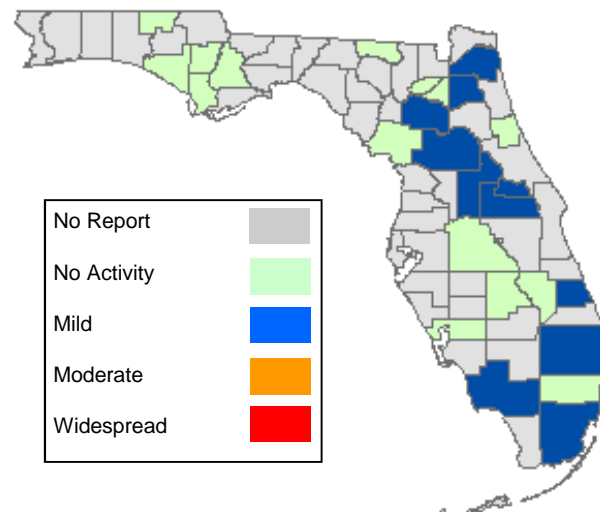 No Report
No Activity
Mild
Moderate
Widespread